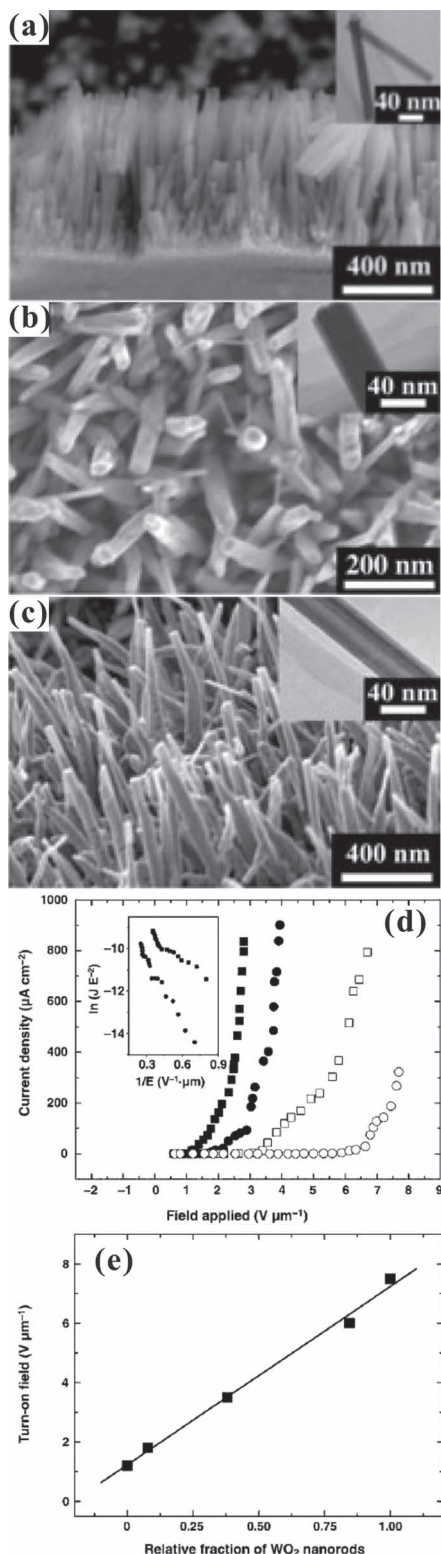 (a)
40 nm
400 nm
(b)
40 nm
200 nm
(c)
40 nm
400 nm
(d)
Current density (µA cm⁻²)
1000
800
600
400
200
0
ln (J E⁻²)
−10
−12
−14
0.3 0.6 0.9
1/E (V⁻¹·µm)
−2 −1 0 1 2 3 4 5 6 7 8 9
Field applied (V µm⁻¹)
(e)
Turn-on field (V µm⁻¹)
8
6
4
2
0
0 0.25 0.50 0.75 1.00
Relative fraction of WO₂ nanorods